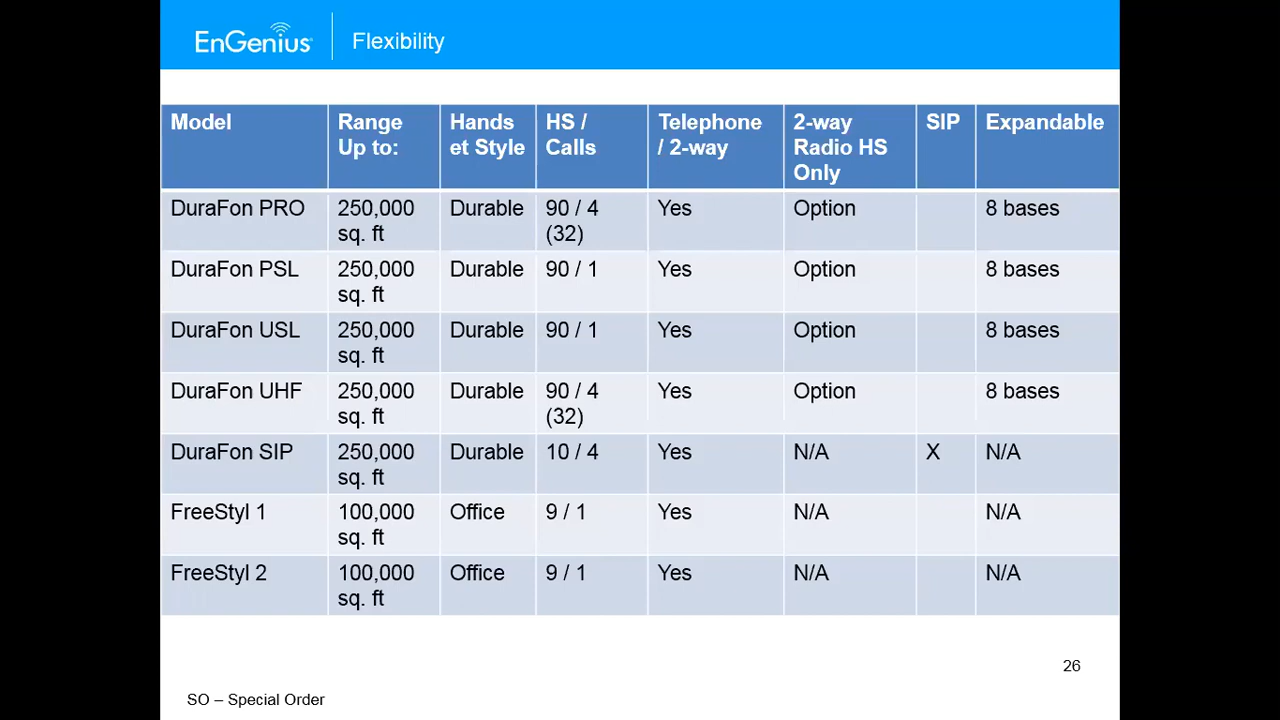 EnGenius Flexibility
Model Range Up to: Hands et Style HS / Calls Telephone / 2-way 2-way Radio HS Only SIP Expandable
DuraFon PRO 250,000 sq. ft Durable 90 / 4 (32) Yes Option 8 bases
DuraFon PSL 250,000 sq. ft Durable 90 / 1 Yes Option 8 bases
DuraFon USL 250,000 sq. ft Durable 90 / 1 Yes Option 8 bases
DuraFon UHF 250,000 sq. ft Durable 90 / 4 (32) Yes Option 8 bases
DuraFon SIP 250,000 sq. ft Durable 10 / 4 Yes N/A X N/A
FreeStyl 1 100,000 sq. ft Office 9 / 1 Yes N/A N/A
FreeStyl 2 100,000 sq. ft Office 9 / 1 Yes N/A N/A
26
SO – Special Order